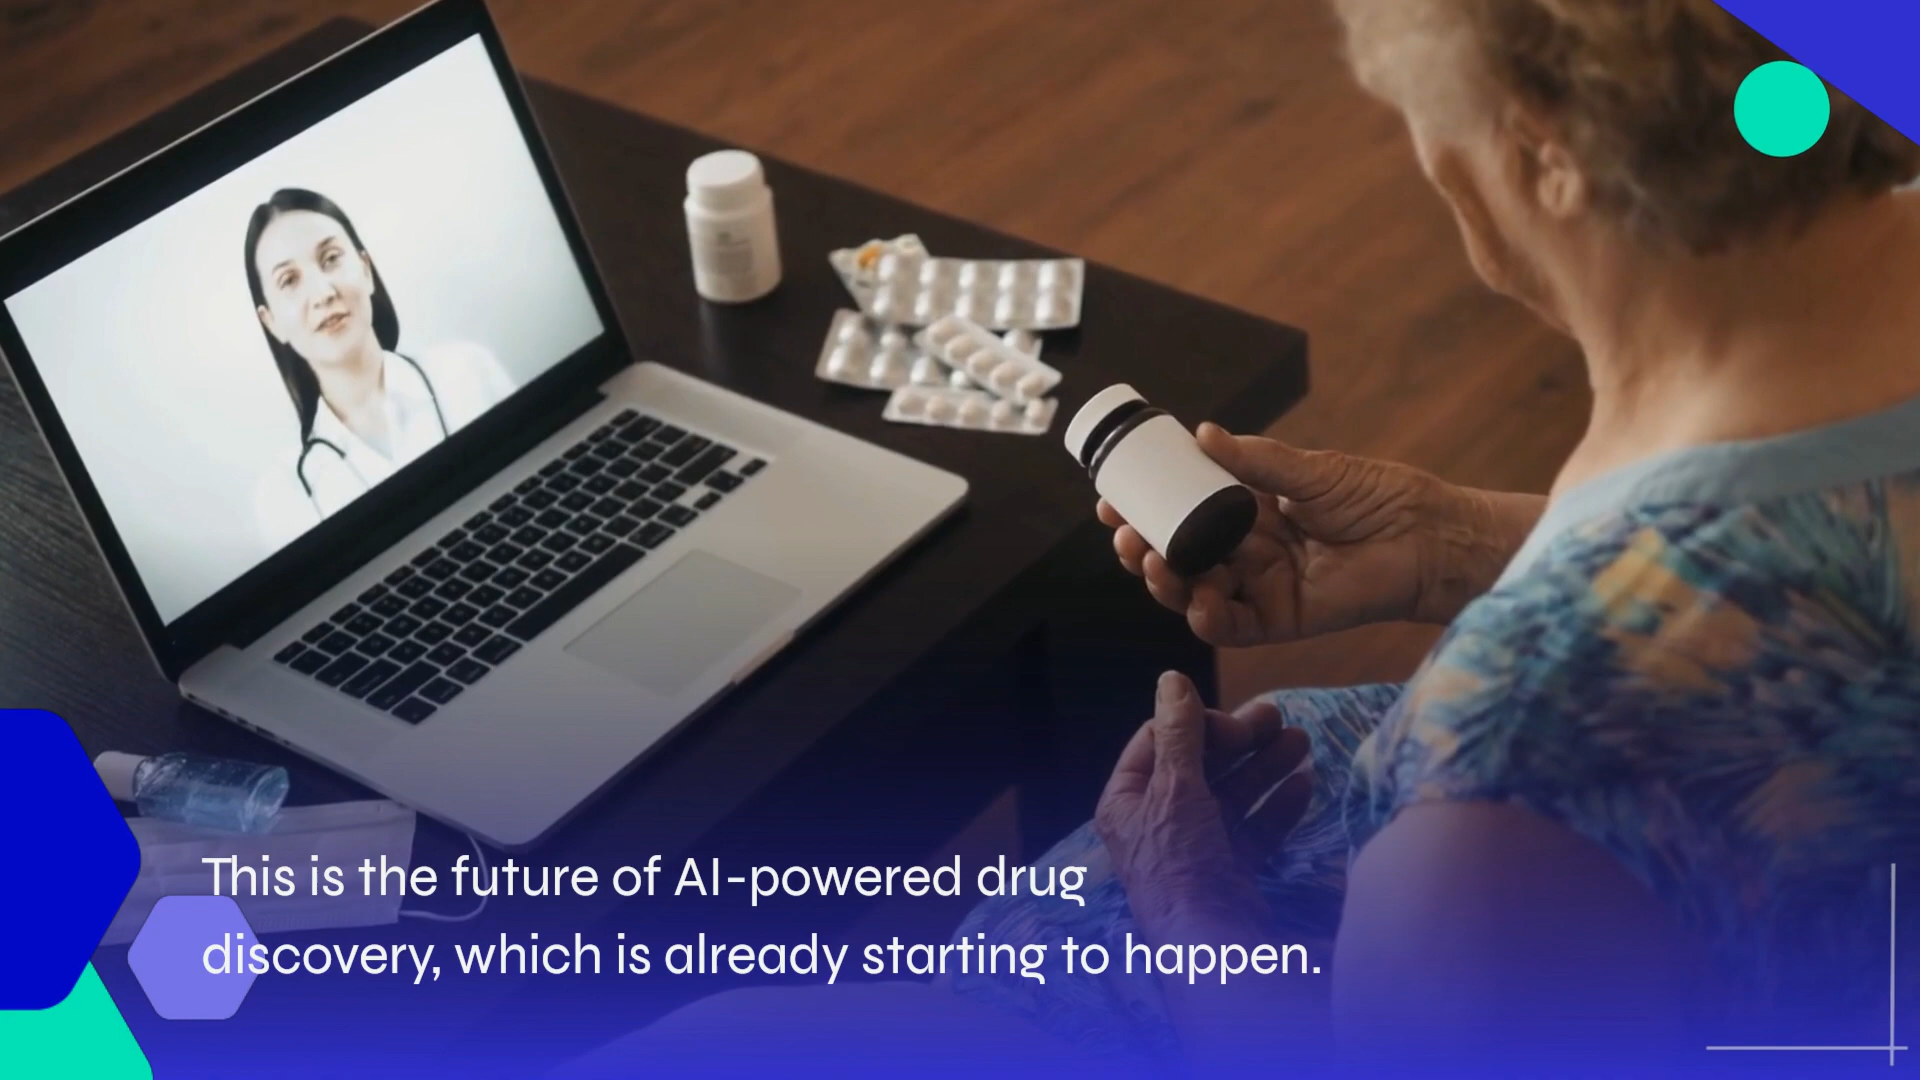 This is the future of AI-powered drug
discovery, which is already starting to happen.